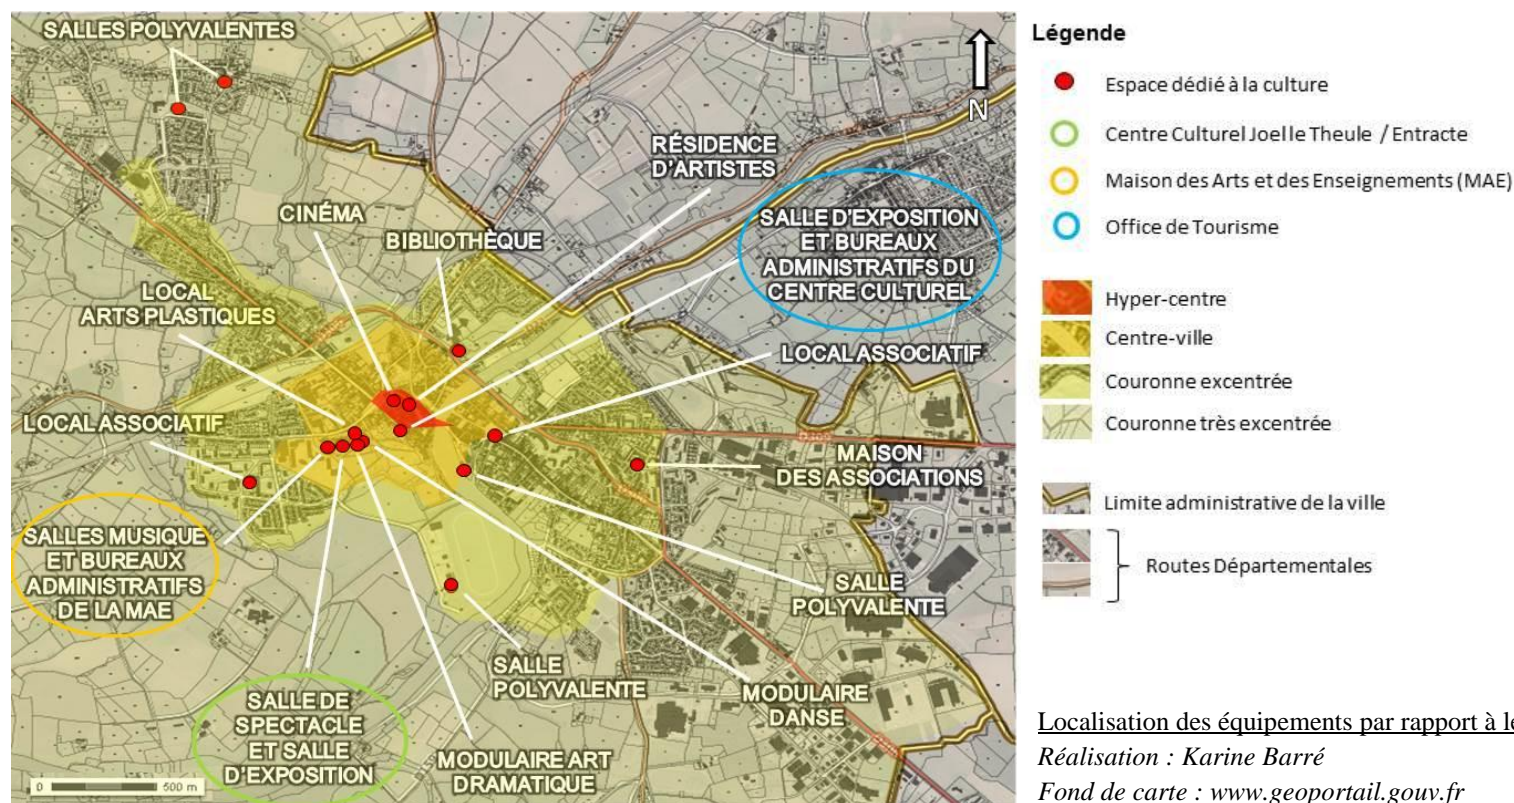 SALLES POLYVALENTES
N
RÉSIDENCE
D'ARTISTES
CINÉMA
BIBLIOTHÈQUE
SALLE D'EXPOSITION
ET BUREAUX
ADMINISTRATIFS DU
CENTRE CULTUREL
LOCAL
ARTS PLASTIQUES
LOCAL ASSOCIATIF
LOCAL ASSOCIATIF
MAISON
DES ASSOCIATIONS
SALLES MUSIQUE
ET BUREAUX
ADMINISTRATIFS
DE LA MAE
SALLE
POLYVALENTE
SALLE
POLYVALENTE
MODULAIRE
DANSE
SALLE DE
SPECTACLE
ET SALLE
D'EXPOSITION
MODULAIRE ART
DRAMATIQUE
0 500 m
Légende
Espace dédié à la culture
Centre Culturel Joel le Theule / Entracte
Maison des Arts et des Enseignements (MAE)
Office de Tourisme
Hyper-centre
Centre-ville
Couronne excentrée
Couronne très excentrée
Limite administrative de la ville
Routes Départementales
Localisation des équipements par rapport à le
Réalisation : Karine Barré
Fond de carte : www.geoportail.gouv.fr